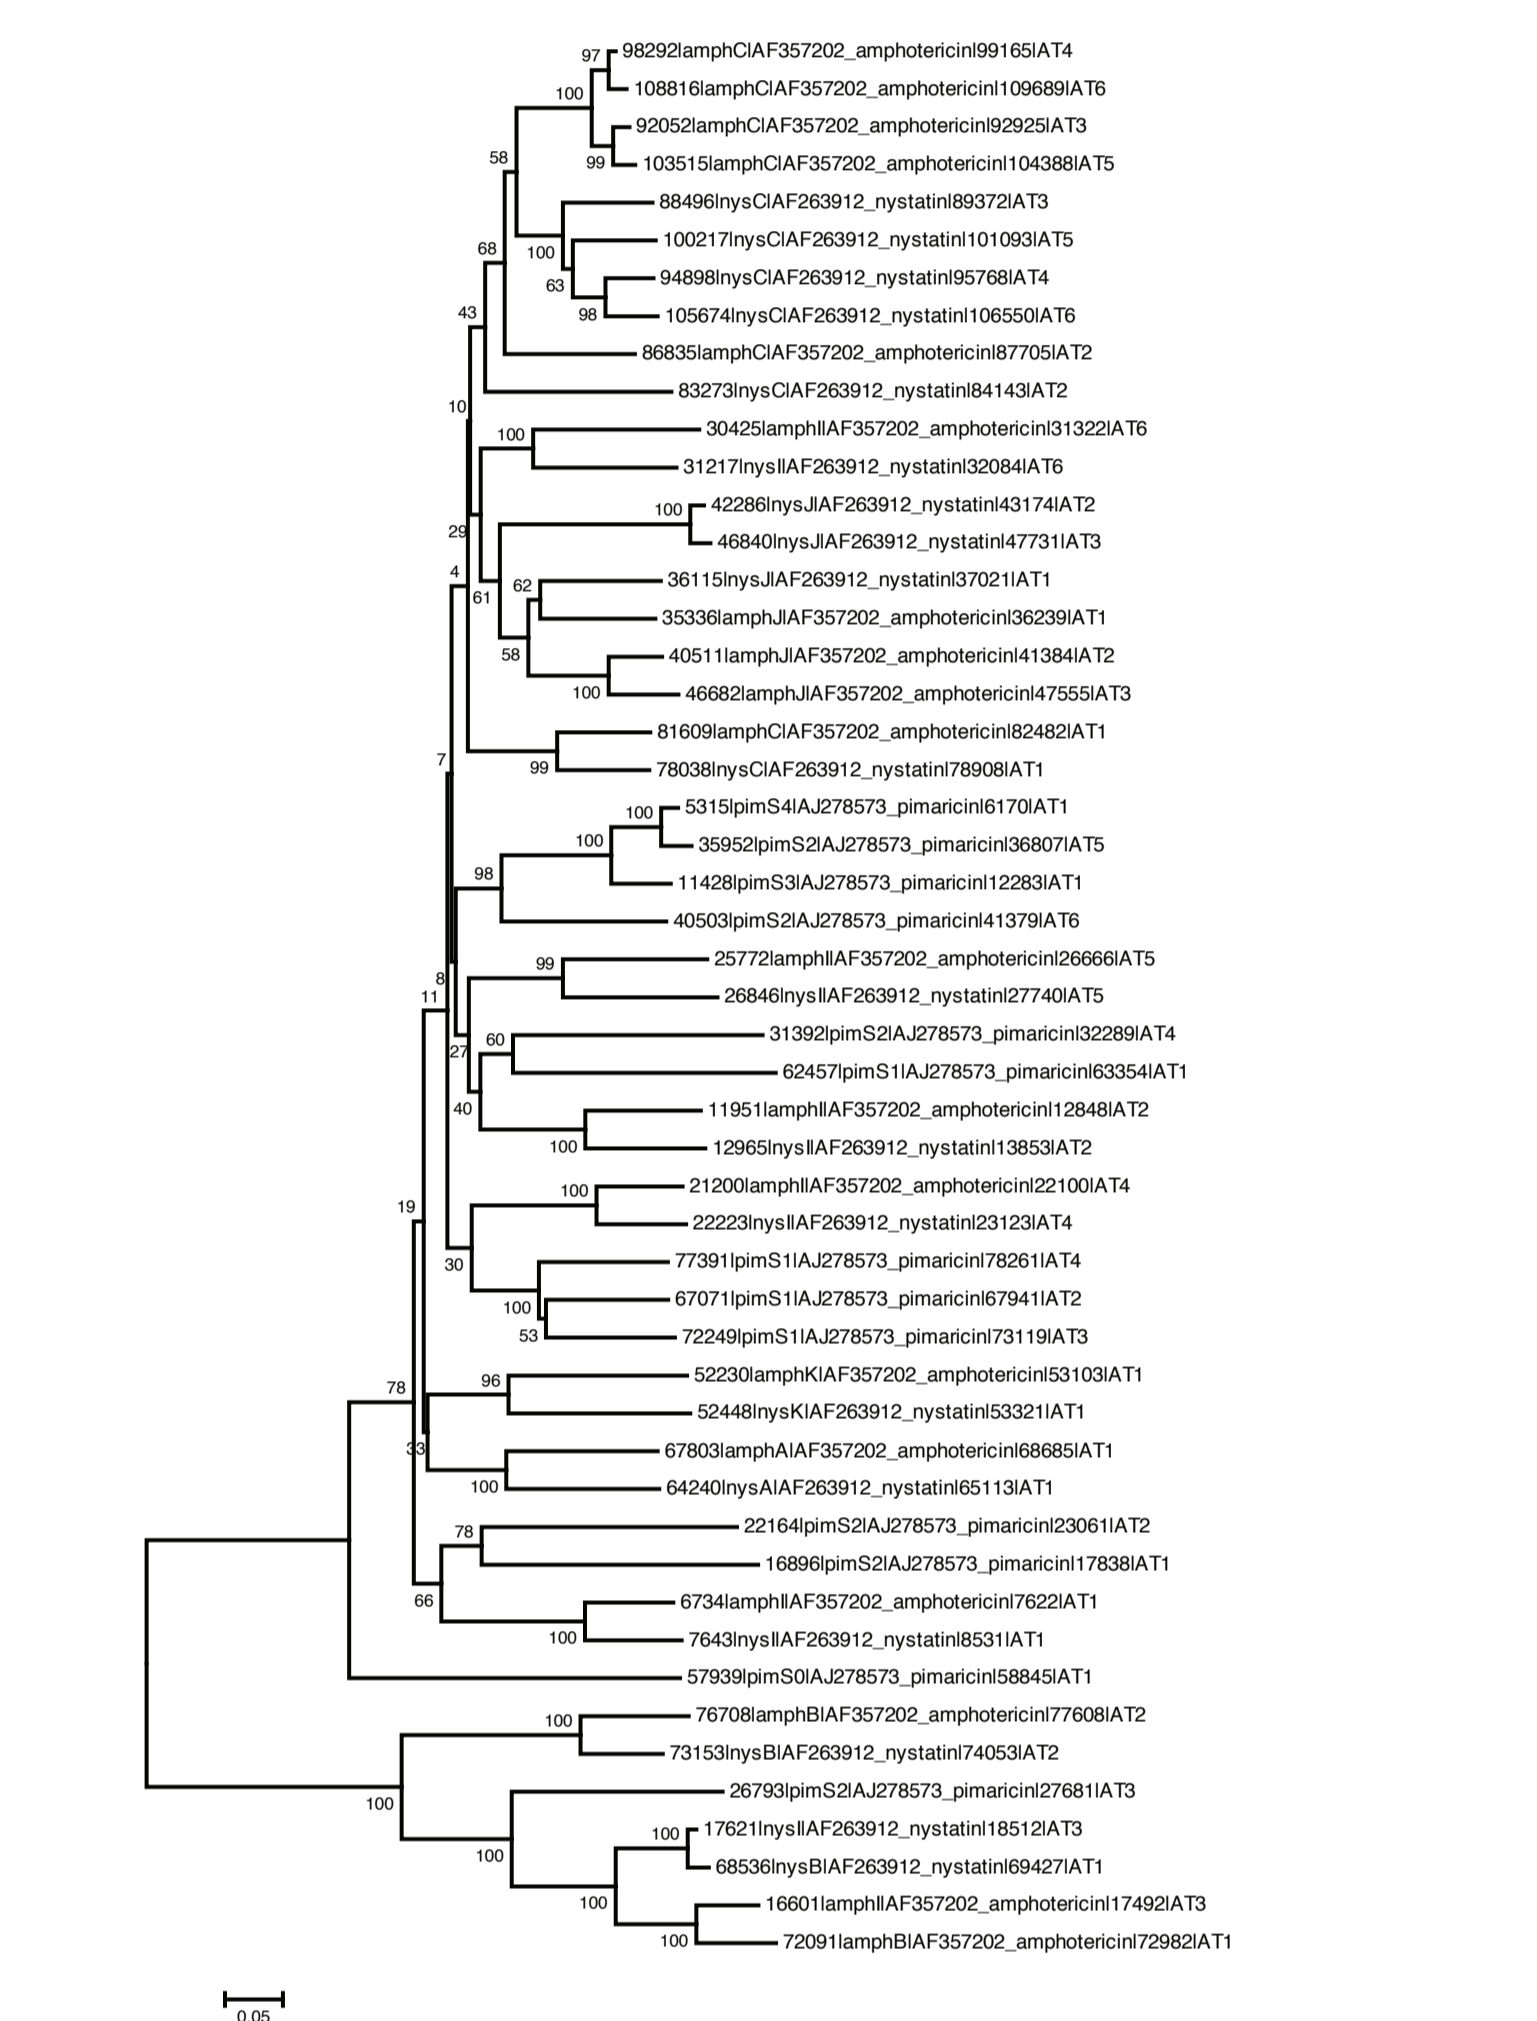 97
98292|amphC|AF357202_amphotericin|99165|AT4
108816|amphC|AF357202_amphotericin|109689|AT6
100
92052|amphC|AF357202_amphotericin|92925|AT3
99
103515|amphC|AF357202_amphotericin|104388|AT5
58
88496|nysC|AF263912_nystatin|89372|AT3
100
100217|nysC|AF263912_nystatin|101093|AT5
68
63
94898|nysC|AF263912_nystatin|95768|AT4
98
105674|nysC|AF263912_nystatin|106550|AT6
43
86835|amphC|AF357202_amphotericin|87705|AT2
83273|nysC|AF263912_nystatin|84143|AT2
10
100
30425|amphI|AF357202_amphotericin|31322|AT6
31217|nysI|AF263912_nystatin|32084|AT6
100
42286|nysJ|AF263912_nystatin|43174|AT2
29
46840|nysJ|AF263912_nystatin|47731|AT3
4
62
36115|nysJ|AF263912_nystatin|37021|AT1
61
35336|amphJ|AF357202_amphotericin|36239|AT1
58
40511|amphJ|AF357202_amphotericin|41384|AT2
100
46682|amphJ|AF357202_amphotericin|47555|AT3
81609|amphC|AF357202_amphotericin|82482|AT1
7
99
78038|nysC|AF263912_nystatin|78908|AT1
100
5315|pimS4|AJ278573_pimaricin|6170|AT1
100
35952|pimS2|AJ278573_pimaricin|36807|AT5
98
11428|pimS3|AJ278573_pimaricin|12283|AT1
40503|pimS2|AJ278573_pimaricin|41379|AT6
99
25772|amphI|AF357202_amphotericin|26666|AT5
8
11
26846|nysI|AF263912_nystatin|27740|AT5
60
31392|pimS2|AJ278573_pimaricin|32289|AT4
27
62457|pimS1|AJ278573_pimaricin|63354|AT1
40
11951|amphI|AF357202_amphotericin|12848|AT2
100
12965|nysI|AF263912_nystatin|13853|AT2
100
21200|amphI|AF357202_amphotericin|22100|AT4
19
22223|nysI|AF263912_nystatin|23123|AT4
30
77391|pimS1|AJ278573_pimaricin|78261|AT4
100
67071|pimS1|AJ278573_pimaricin|67941|AT2
53
72249|pimS1|AJ278573_pimaricin|73119|AT3
78
96
52230|amphK|AF357202_amphotericin|53103|AT1
52448|nysK|AF263912_nystatin|53321|AT1
33
67803|amphA|AF357202_amphotericin|68685|AT1
100
64240|nysA|AF263912_nystatin|65113|AT1
78
22164|pimS2|AJ278573_pimaricin|23061|AT2
16896|pimS2|AJ278573_pimaricin|17838|AT1
66
6734|amphI|AF357202_amphotericin|7622|AT1
100
7643|nysI|AF263912_nystatin|8531|AT1
57939|pimS0|AJ278573_pimaricin|58845|AT1
100
76708|amphB|AF357202_amphotericin|77608|AT2
73153|nysB|AF263912_nystatin|74053|AT2
100
26793|pimS2|AJ278573_pimaricin|27681|AT3
100
100
17621|nysI|AF263912_nystatin|18512|AT3
68536|nysB|AF263912_nystatin|69427|AT1
100
16601|amphI|AF357202_amphotericin|17492|AT3
100
72091|amphB|AF357202_amphotericin|72982|AT1
0.05